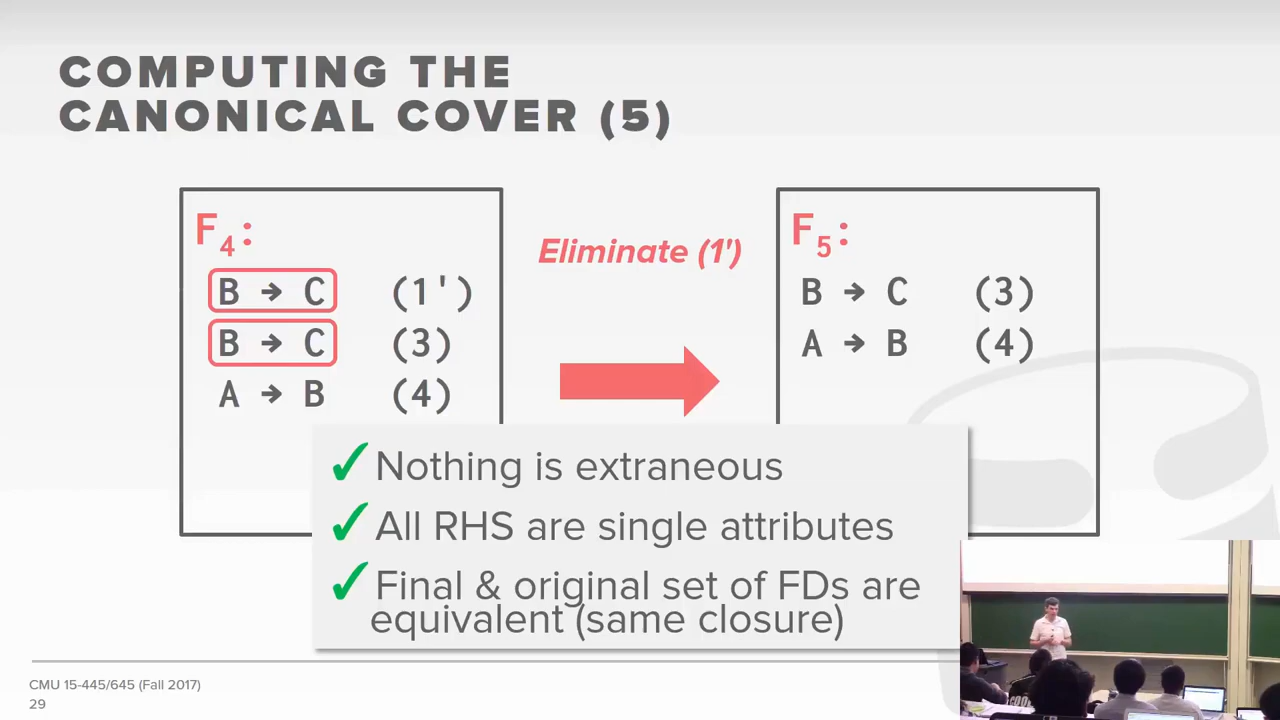 COMPUTING THE
CANONICAL COVER (5)
F4:
B → C (1')
B → C (3)
A → B (4)
Eliminate (1')
F5:
B → C (3)
A → B (4)
✓Nothing is extraneous
✓All RHS are single attributes
✓Final & original set of FDs are
equivalent (same closure)
CMU 15-445/645 (Fall 2017)
29